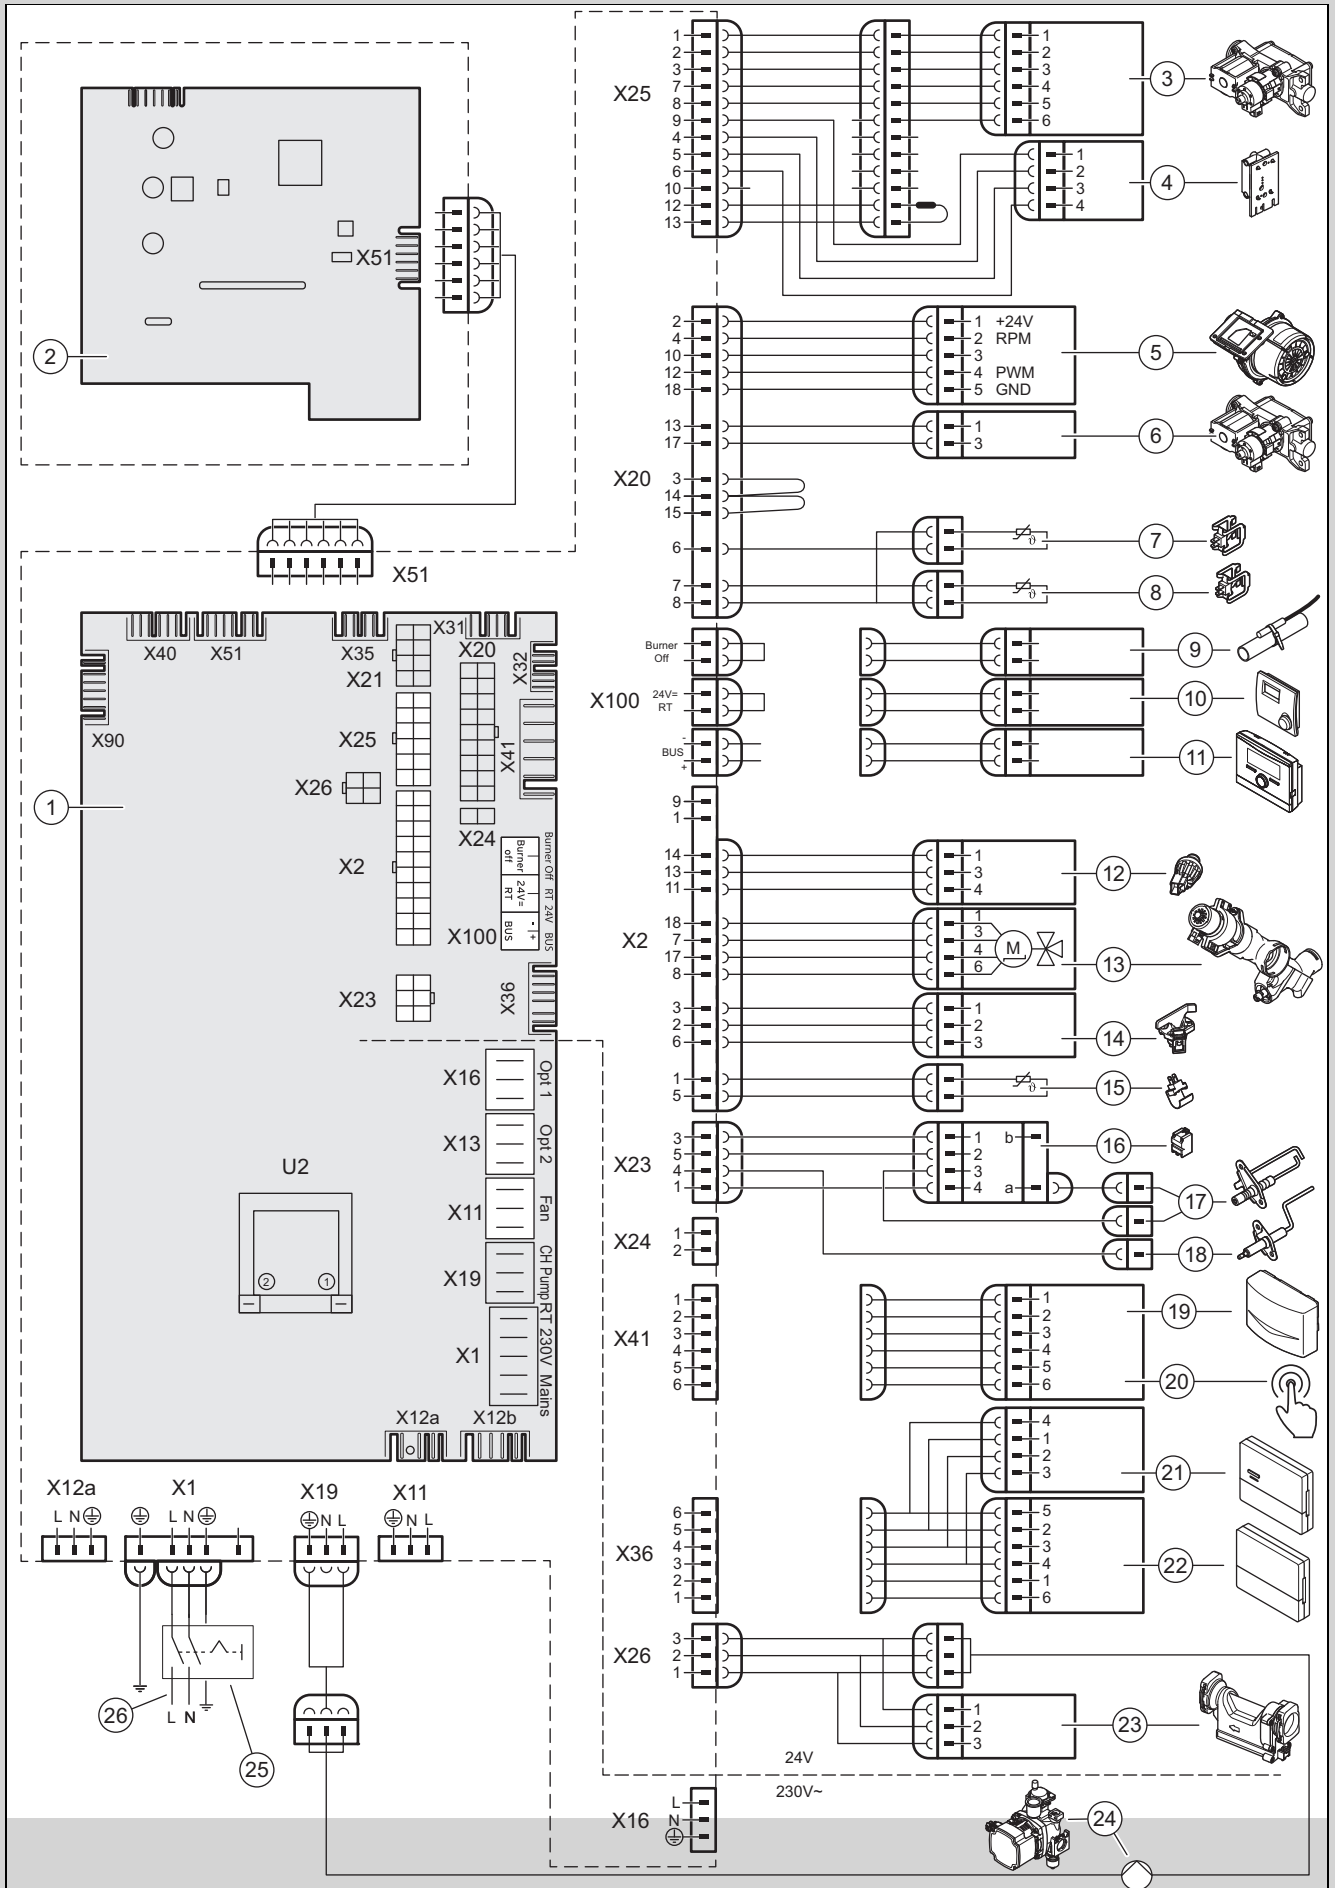 X51
2
X51
1
X40
X51
X35
X31
X20
X32
X21
X90
X25
X41
X26
X24
X2
Burner off
24V= RT
- + BUS
Burner Off RT 24V BUS
X100
X23
X36
X16
Opt 1
X13
Opt 2
U2
X11
Fan
X19
CH Pump
2
1
X1
RT 230V Mains
X12a
X12b
X12a
L N
X1
L N
X19
N L
X11
N L
26
L N
25
X25
1
2
3
7
8
9
4
5
6
10
12
13
1
2
3
4
5
6
3
1
2
3
4
4
X20
2
4
10
12
18
1 +24V
2 RPM
3
4 PWM
5 GND
5
13
17
1
3
6
3
14
15
6
ϑ
7
7
8
ϑ
8
X100
Burner
Off
9
24V=
RT
10
-
BUS
+
11
X2
9
1
14
13
11
1
3
4
12
18
7
17
8
1
3
4
6
M
13
3
2
6
1
2
3
14
1
5
ϑ
15
X23
3
5
4
1
1
2
3
4
b
a
16
17
18
X24
1
2
X41
1
2
3
4
5
6
1
2
3
4
5
6
19
20
4
1
2
3
21
X36
6
5
4
3
2
1
5
2
3
4
1
6
22
X26
3
2
1
1
2
3
23
24V
230V~
X16
L
N
24